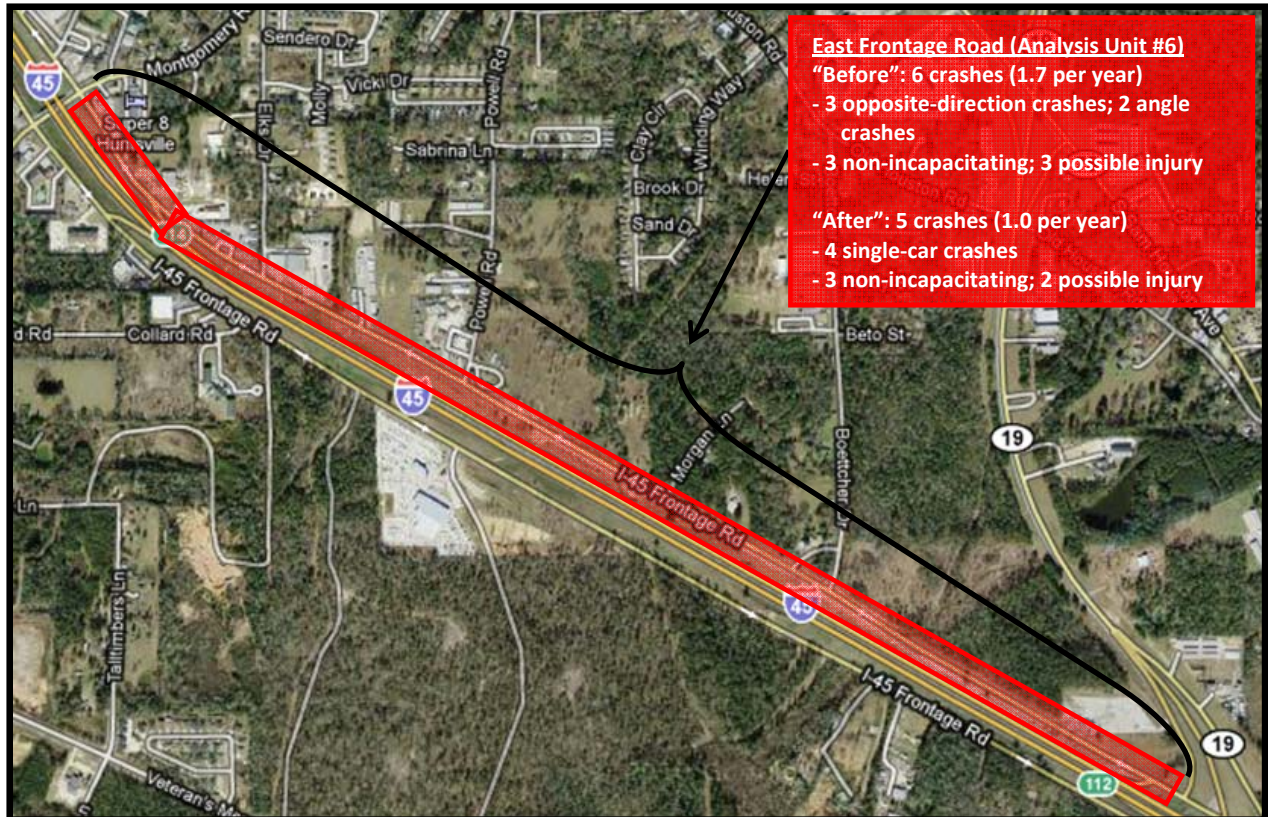 East Frontage Road (Analysis Unit #6)
“Before”: 6 crashes (1.7 per year)
- 3 opposite-direction crashes; 2 angle
crashes
- 3 non-incapacitating; 3 possible injury
“After”: 5 crashes (1.0 per year)
- 4 single-car crashes
- 3 non-incapacitating; 2 possible injury
Sendero Dr
Montgomery R
45
Vicki Dr
Molly
Powell Rd
Super 8
Huntsville
Elks Dr
Sabrina Ln
Clay Cir
Winding Way
Brook Dr
Sand D
I-45 Frontage Rd
Collard Rd
d Rd
Powell Rd
Beto St
Ave
45
19
Morgan Ln
Boettcher Dr
I-45 Frontage Rd
Ln
Talltimbers Ln
45
I-45 Frontage Rd
19
112
Veteran's M